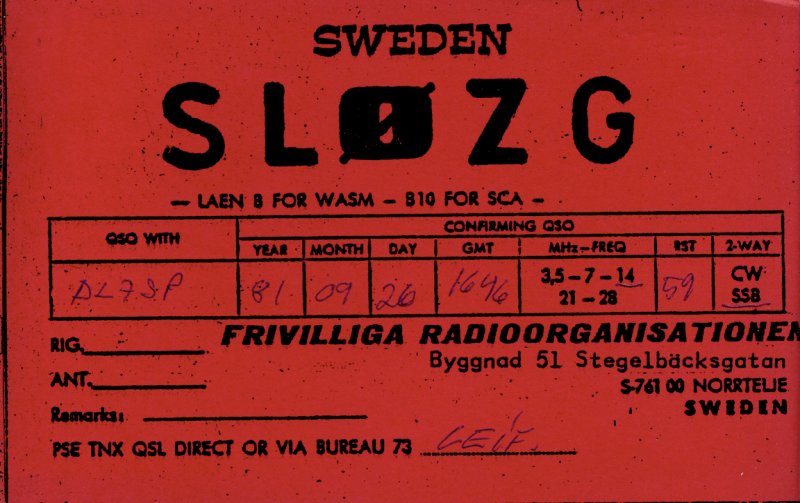 SWEDEN
SLØZG
— LAEN B FOR WASM — B10 FOR SCA —
QSO WITH CONFIRMING QSO
YEAR MONTH DAY GMT MHz—FREQ RST 2-WAY
DL7SP 81 09 26 1646 3,5—7—14 59 CW
21—28 SSB
RIG. FRIVILLIGA RADIOORGANISATIONEN
Byggnad 51 Stegelbäcksgatan
ANT. S-761 00 NORRTELJE
Remarks: SWEDEN
PSE TNX QSL DIRECT OR VIA BUREAU 73 LEIF.